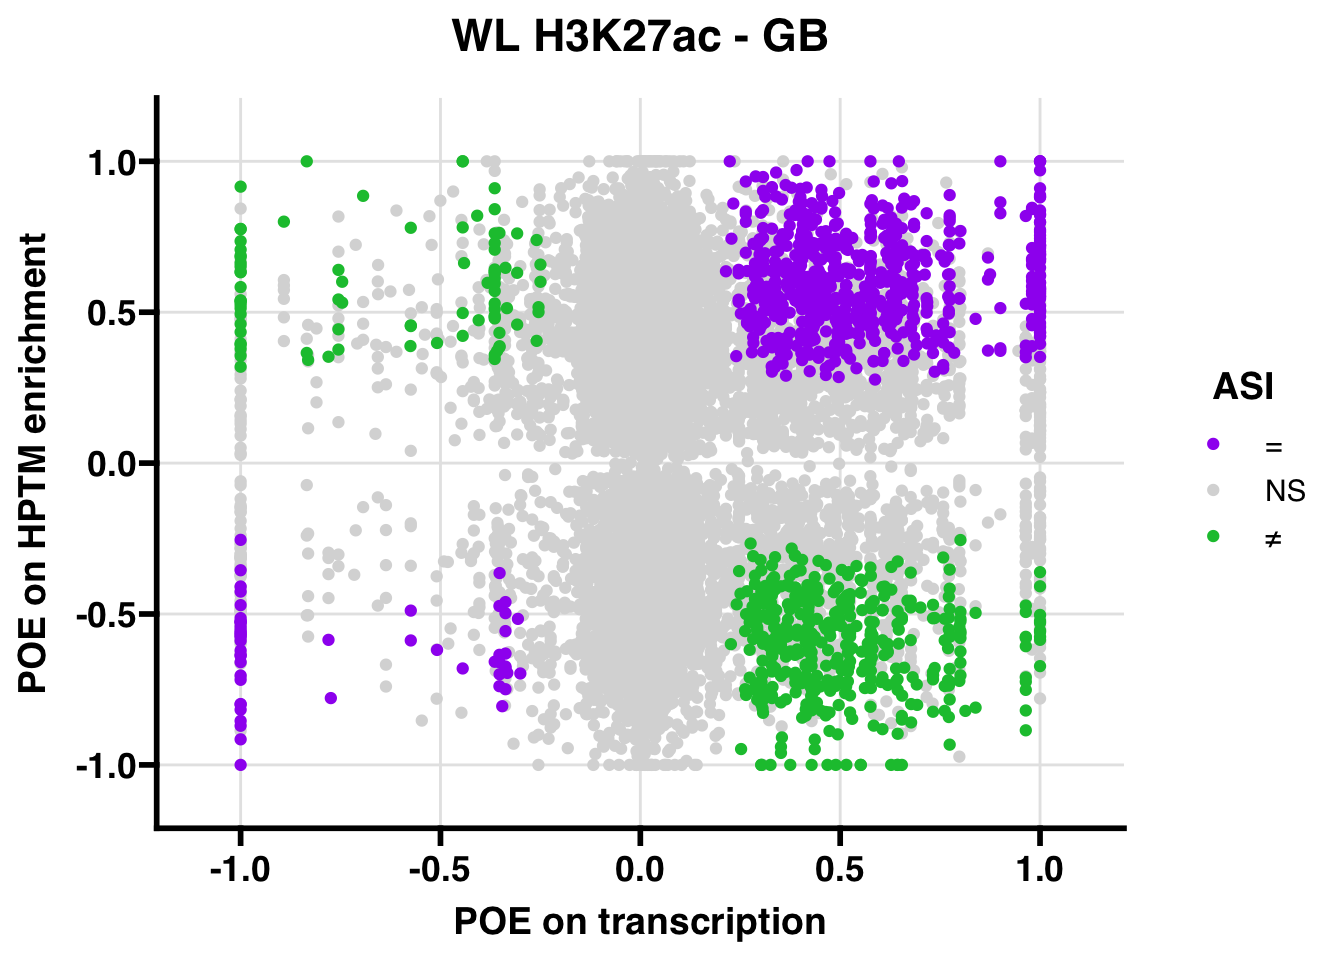 WL H3K27ac - GB
POE on HPTM enrichment
1.0
0.5
0.0
-0.5
-1.0
-1.0
-0.5
0.0
0.5
1.0
POE on transcription
ASI
=
NS
≠